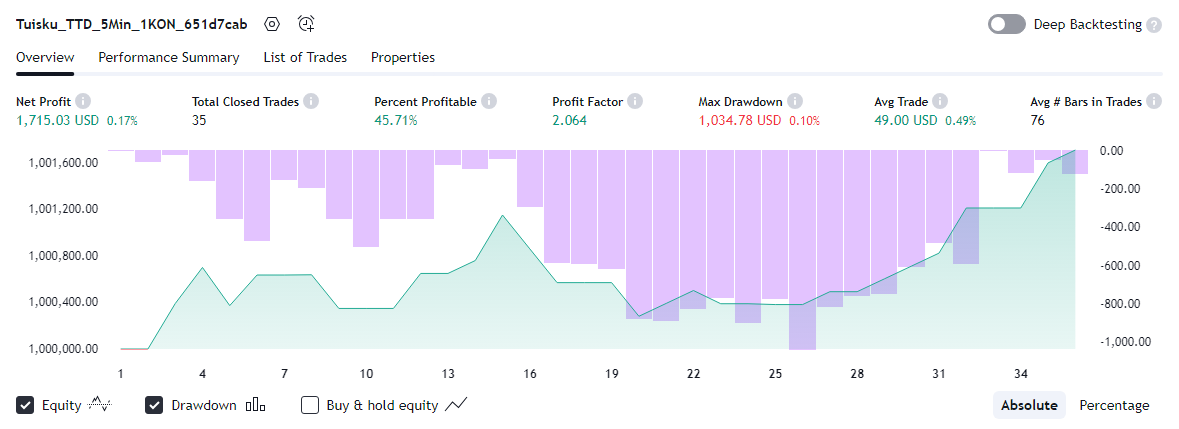 Tuisku_TTD_5Min_1KON_651d7cab
Deep Backtesting ?
Overview Performance Summary List of Trades Properties
Net Profit i Total Closed Trades i Percent Profitable i Profit Factor i Max Drawdown i Avg Trade i Avg # Bars in Trades i
1,715.03 USD 0.17% 35 45.71% 2.064 1,034.78 USD 0.10% 49.00 USD 0.49% 76
1,001,600.00
1,001,200.00
1,000,800.00
1,000,400.00
1,000,000.00
0.00
-200.00
-400.00
-600.00
-800.00
-1,000.00
1 4 7 10 13 16 19 22 25 28 31 34
Equity Drawdown Buy & hold equity Absolute Percentage